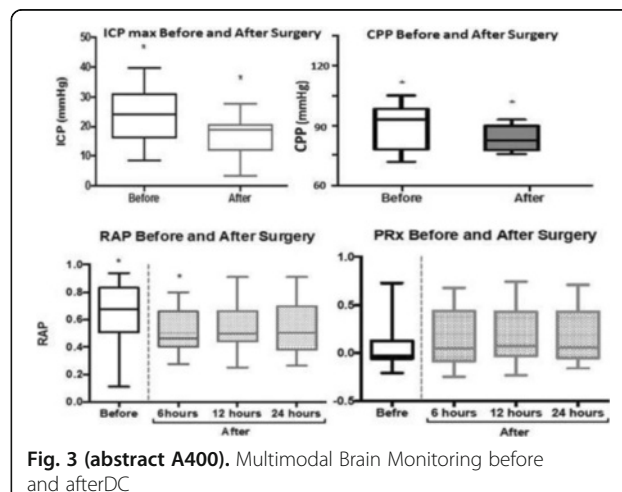 ICP max Before and After Surgery
50
40
30
20
10
0
ICP (mmHg)
*
*
Before
After
CPP Before and After Surgery
120
90
60
CPP (mmHg)
*
*
Before
After
RAP Before and After Surgery
1.0
0.8
0.6
0.4
0.2
0.0
RAP
*
*
Before
6hours
12 hours
24 hours
After
PRx Before and After Surgery
1.0
0.5
0.0
-0.5
Befre
6 hours
12 hours
24 hours
After
Fig. 3 (abstract A400). Multimodal Brain Monitoring before
and afterDC